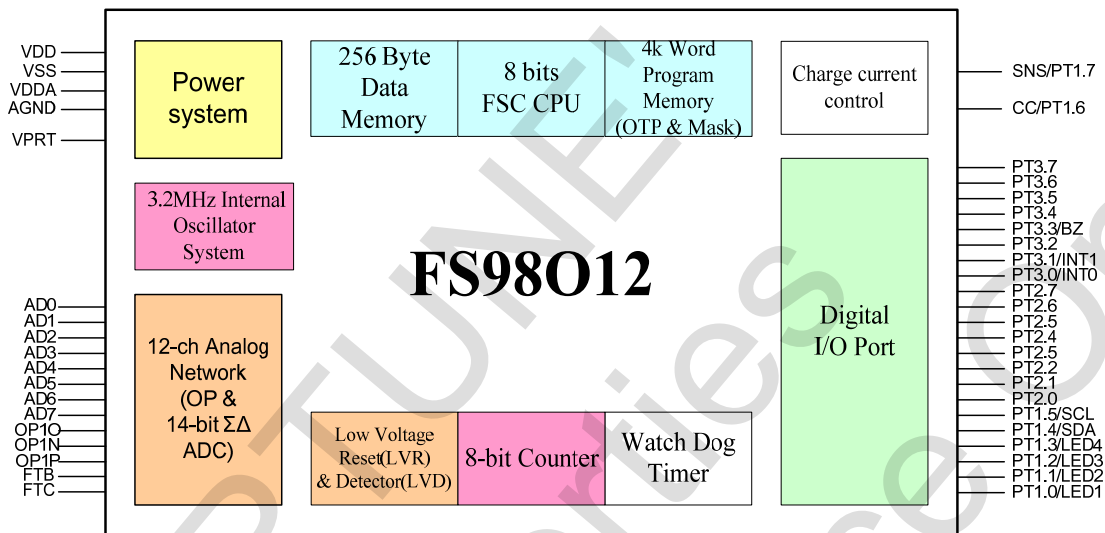 VDD
VSS
VDDA
AGND
VPRT
Power
system
256 Byte
Data
Memory
8 bits
FSC CPU
4k Word
Program
Memory
(OTP & Mask)
Charge current
control
SNS/PT1.7
CC/PT1.6
3.2MHz Internal
Oscillator
System
FS98O12
PT3.7
PT3.6
PT3.5
PT3.4
PT3.3/BZ
PT3.2
PT3.1/INT1
PT3.0/INT0
PT2.7
PT2.6
PT2.5
PT2.4
PT2.5
PT2.2
PT2.1
PT2.0
PT1.5/SCL
PT1.4/SDA
PT1.3/LED4
PT1.2/LED3
PT1.1/LED2
PT1.0/LED1
Digital
I/O Port
AD0
AD1
AD2
AD3
AD4
AD5
AD6
AD7
OP1O
OP1N
OP1P
FTB
FTC
12-ch Analog
Network
(OP &
14-bit ΣΔ
ADC)
Low Voltage
Reset(LVR)
& Detector(LVD)
8-bit Counter
Watch Dog
Timer